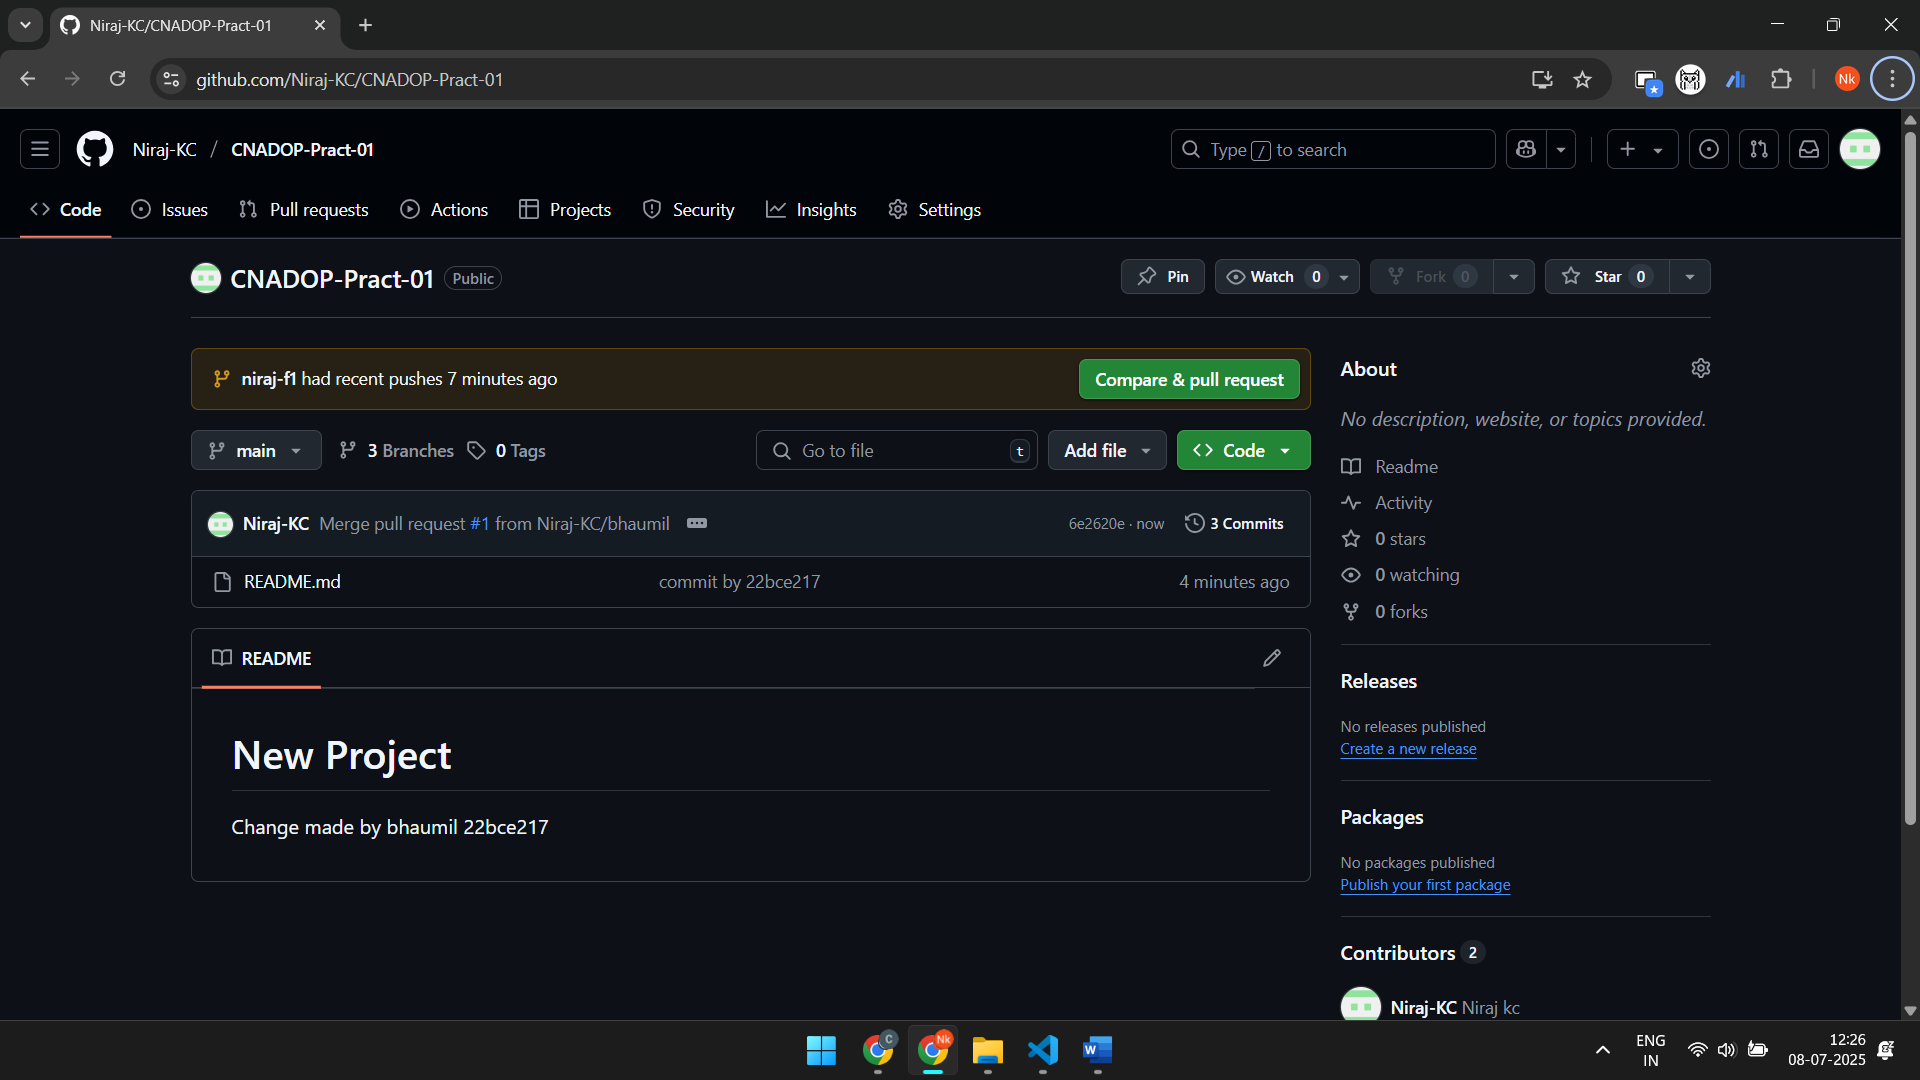 Niraj-KC/CNADOP-Pract-01
github.com/Niraj-KC/CNADOP-Pract-01
Nk
Niraj-KC / CNADOP-Pract-01
Type / to search
Code Issues Pull requests Actions Projects Security Insights Settings
CNADOP-Pract-01 Public
Pin Watch 0 Fork 0 Star 0
niraj-f1 had recent pushes 7 minutes ago
Compare & pull request
main 3 Branches 0 Tags
Go to file t
Add file
Code
Niraj-KC Merge pull request #1 from Niraj-KC/bhaumil
6e2620e · now 3 Commits
README.md commit by 22bce217 4 minutes ago
README
New Project
Change made by bhaumil 22bce217
About
No description, website, or topics provided.
Readme
Activity
0 stars
0 watching
0 forks
Releases
No releases published
Create a new release
Packages
No packages published
Publish your first package
Contributors 2
Niraj-KC Niraj kc
C
Nk
W
ENG
IN
12:26
08-07-2025